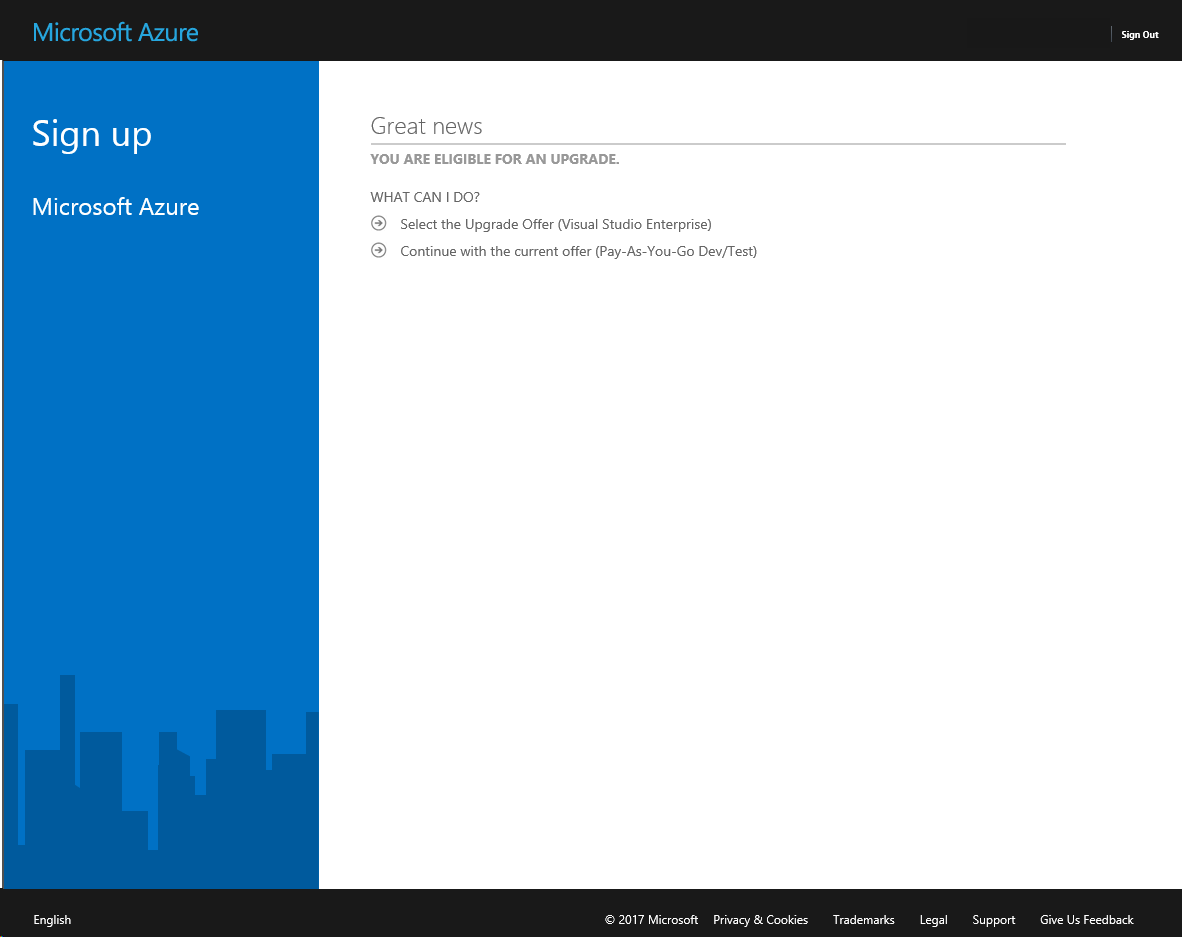 Microsoft Azure
Sign Out
Sign up
Microsoft Azure
Great news
YOU ARE ELIGIBLE FOR AN UPGRADE.
WHAT CAN I DO?
Select the Upgrade Offer (Visual Studio Enterprise)
Continue with the current offer (Pay-As-You-Go Dev/Test)
English
© 2017 Microsoft Privacy & Cookies Trademarks Legal Support Give Us Feedback